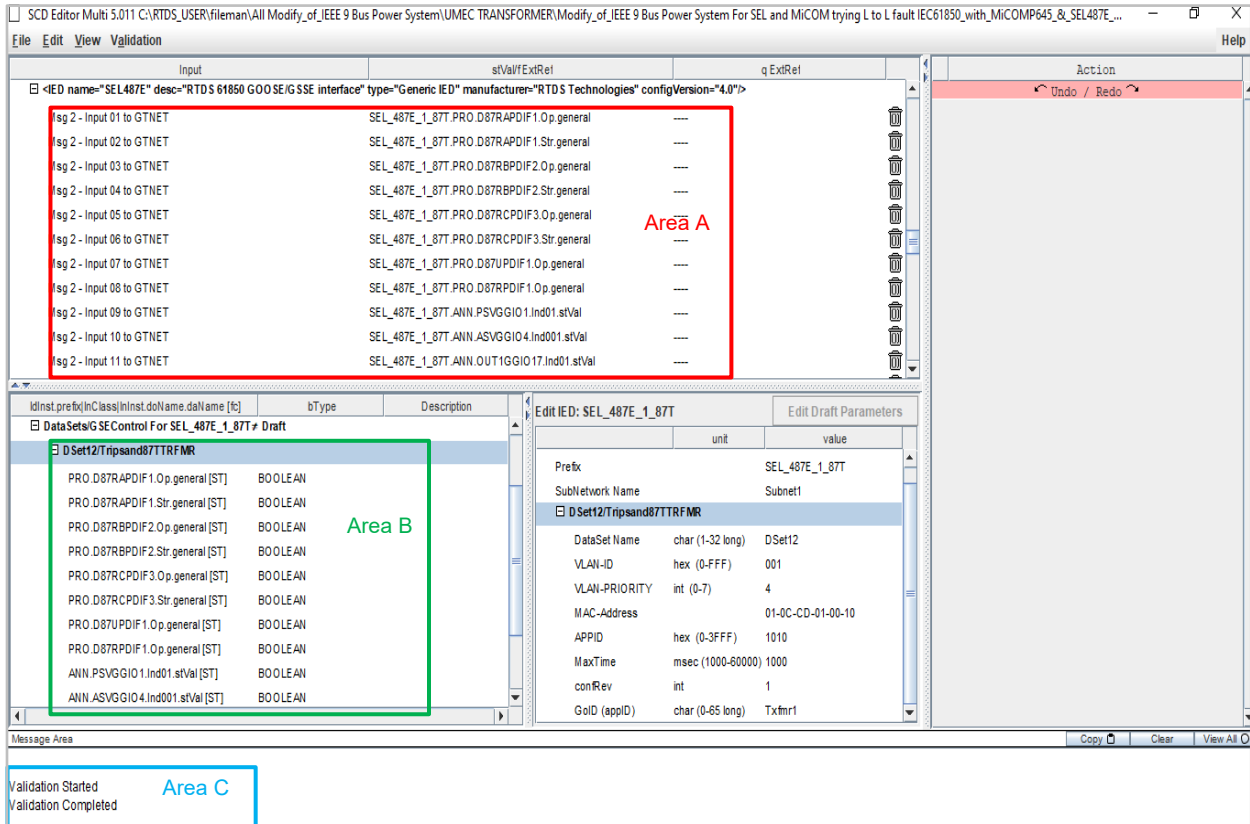 SCD Editor Multi 5.011 C:\RTDS_USER\fileman\All Modify_of_IEEE 9 Bus Power System\UMEC TRANSFORMER\Modify_of_IEEE 9 Bus Power System For SEL and MiCOM trying L to L fault IEC61850_with_MiCOMP645_&_SEL487E_...
File Edit View Validation Help
Input stVal/fExtRef q ExtRef
<IED name="SEL487E" desc="RTDS 61850 GOOSE/GSSE interface" type="Generic IED" manufacturer="RTDS Technologies" configVersion="4.0"/>
Msg 2 - Input 01 to GTNET SEL_487E_1_87T.PRO.D87RAPDIF1.Op.general ----
Msg 2 - Input 02 to GTNET SEL_487E_1_87T.PRO.D87RAPDIF1.Str.general ----
Msg 2 - Input 03 to GTNET SEL_487E_1_87T.PRO.D87RBPDIF2.Op.general ----
Msg 2 - Input 04 to GTNET SEL_487E_1_87T.PRO.D87RBPDIF2.Str.general ----
Msg 2 - Input 05 to GTNET SEL_487E_1_87T.PRO.D87RCPDIF3.Op.general ----
Area A
Msg 2 - Input 06 to GTNET SEL_487E_1_87T.PRO.D87RCPDIF3.Str.general ----
Msg 2 - Input 07 to GTNET SEL_487E_1_87T.PRO.D87UPDIF1.Op.general ----
Msg 2 - Input 08 to GTNET SEL_487E_1_87T.PRO.D87RPDIF1.Op.general ----
Msg 2 - Input 09 to GTNET SEL_487E_1_87T.ANN.PSVGGIO1.Ind01.stVal ----
Msg 2 - Input 10 to GTNET SEL_487E_1_87T.ANN.ASVGGIO4.Ind001.stVal ----
Msg 2 - Input 11 to GTNET SEL_487E_1_87T.ANN.OUT1GGIO17.Ind01.stVal ----
Action
Undo / Redo
ldInst.prefix|lnClass|lnInst.doName.daName [fc] bType Description
DataSets/GSEControl For SEL_487E_1_87T≠ Draft
DSet12/Tripsand87TTRFMR
PRO.D87RAPDIF1.Op.general [ST] BOOLEAN
PRO.D87RAPDIF1.Str.general [ST] BOOLEAN
PRO.D87RBPDIF2.Op.general [ST] BOOLEAN
Area B
PRO.D87RBPDIF2.Str.general [ST] BOOLEAN
PRO.D87RCPDIF3.Op.general [ST] BOOLEAN
PRO.D87RCPDIF3.Str.general [ST] BOOLEAN
PRO.D87UPDIF1.Op.general [ST] BOOLEAN
PRO.D87RPDIF1.Op.general [ST] BOOLEAN
ANN.PSVGGIO1.Ind01.stVal [ST] BOOLEAN
ANN.ASVGGIO4.Ind001.stVal [ST] BOOLEAN
Edit IED: SEL_487E_1_87T Edit Draft Parameters
unit value
Prefix SEL_487E_1_87T
SubNetwork Name Subnet1
DSet12/Tripsand87TTRFMR
DataSet Name char (1-32 long) DSet12
VLAN-ID hex (0-FFF) 001
VLAN-PRIORITY int (0-7) 4
MAC-Address 01-0C-CD-01-00-10
APPID hex (0-3FFF) 1010
MaxTime msec (1000-60000) 1000
confRev int 1
GoID (appID) char (0-65 long) Txfmr1
Message Area Copy Clear View All
Validation Started
Area C
Validation Completed